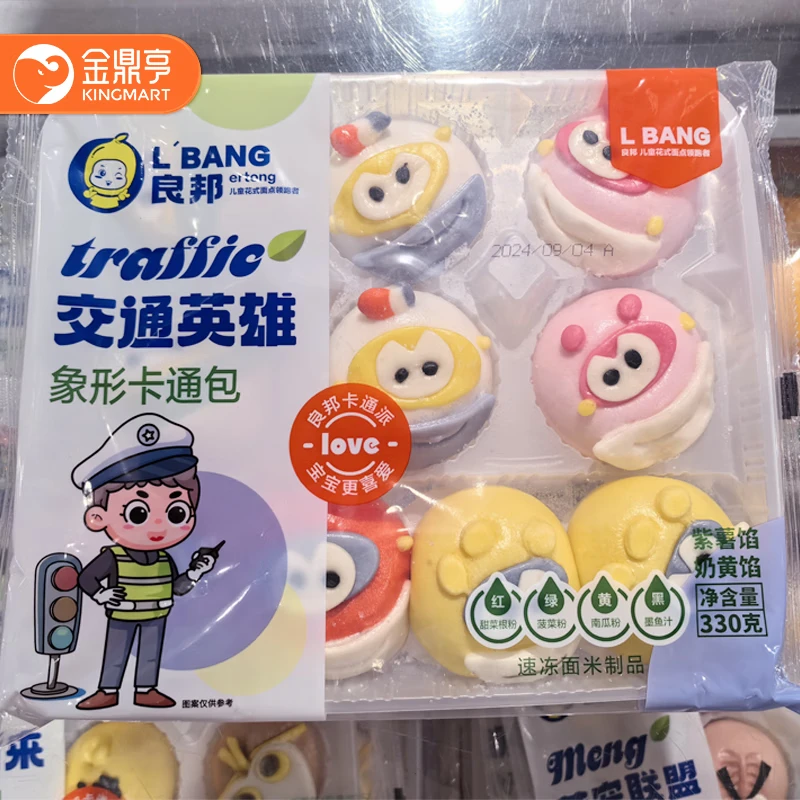 金鼎亨
KINGMART
L'BANG
良邦
ertong
儿童花式面点领跑者
traffic
交通英雄
象形卡通包
L BANG
良邦 儿童花式面点领跑者
2024/09/04 A
良邦卡通派
-love-
宝宝更喜爱
紫薯馅
奶黄馅
净含量
330克
红
甜菜根粉
绿
菠菜粉
黄
南瓜粉
黑
墨鱼汁
速冻面米制品
图案仅供参考
Meng
联盟